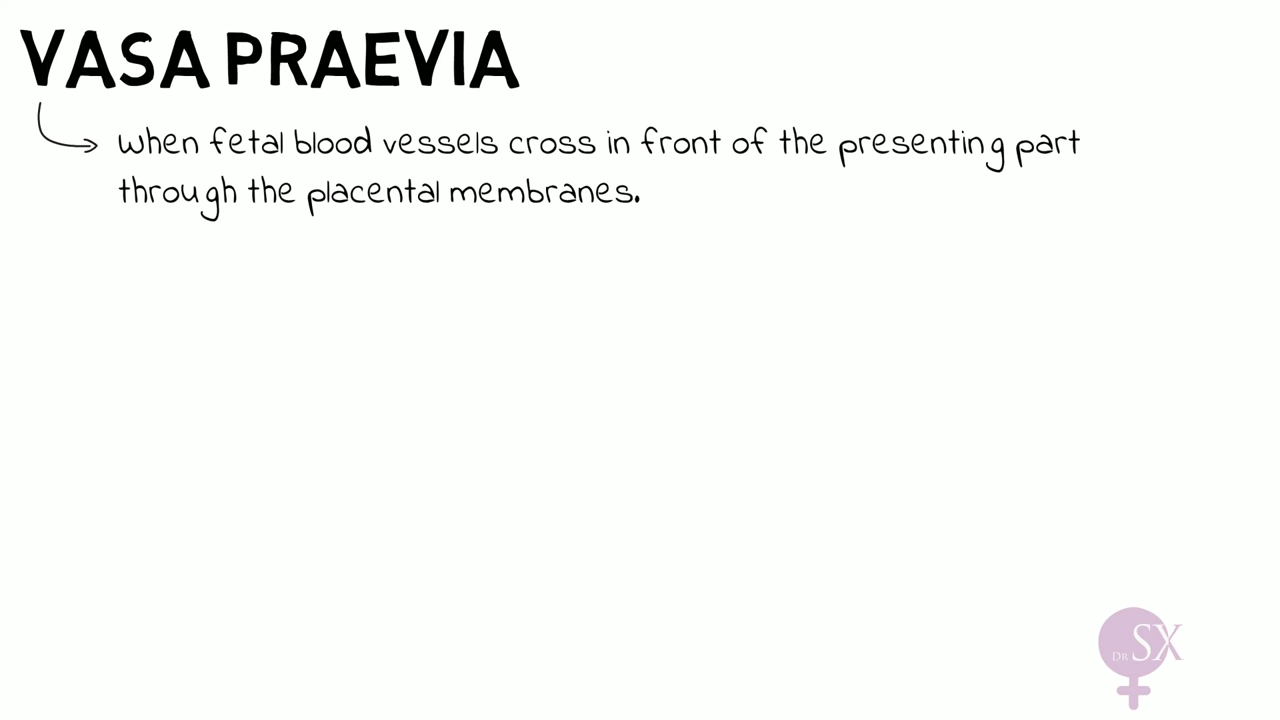 VASA PRAEVIA
when fetal blood vessels cross in front of the presenting part
through the placental membranes.
DR SX